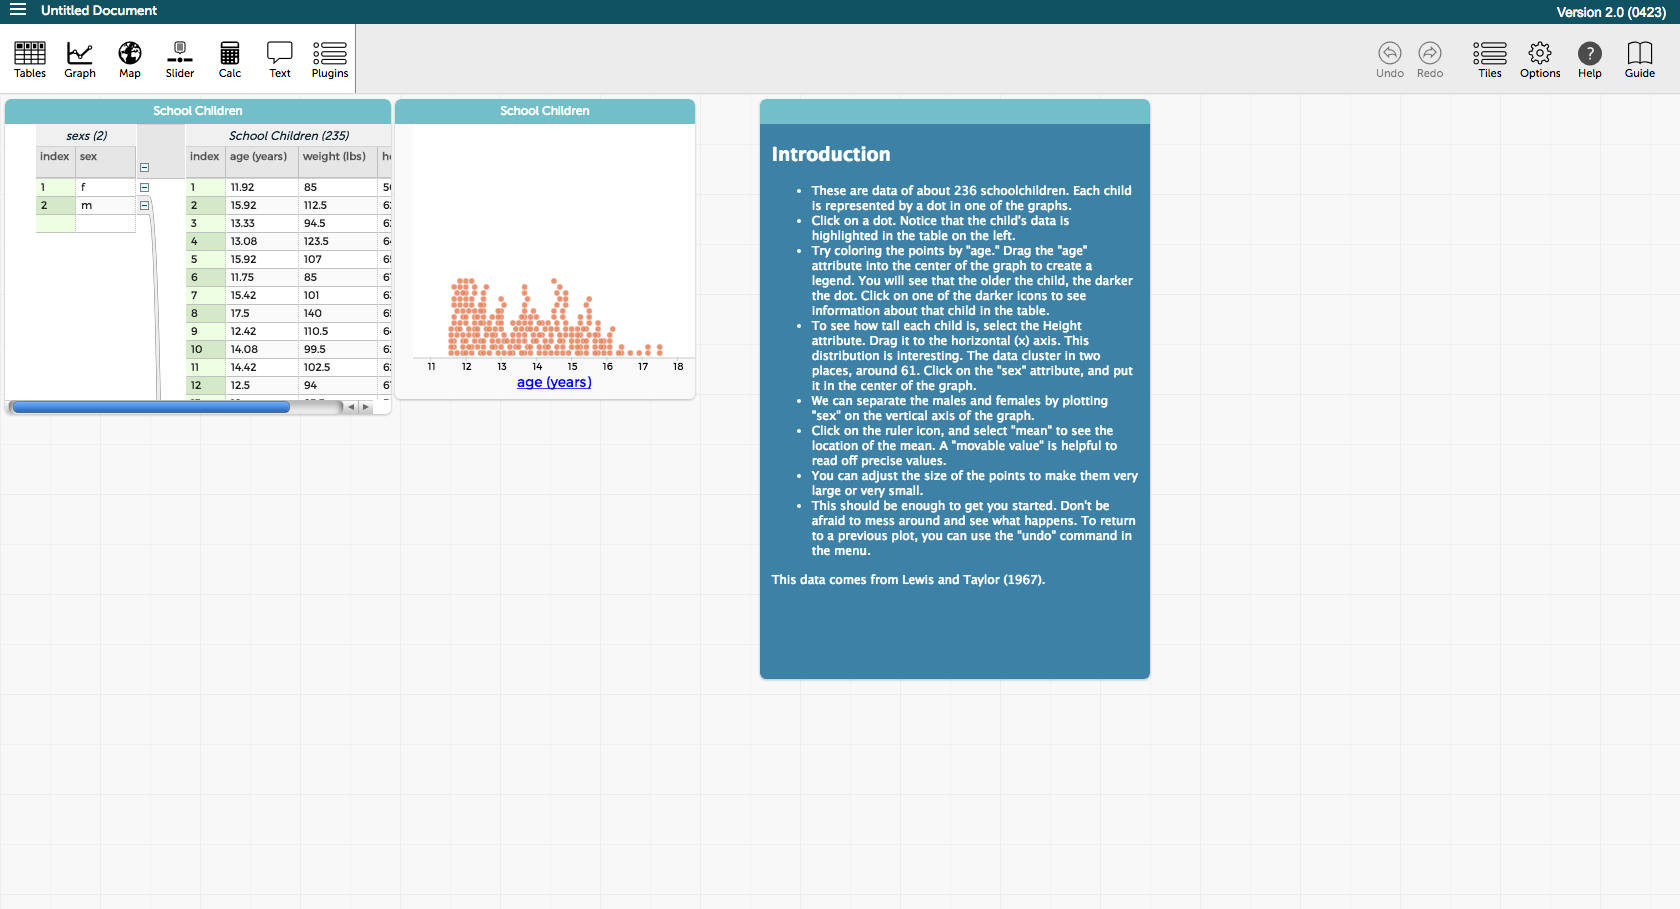 Untitled Document
Version 2.0 (0423)
Tables Graph Map Slider Calc Text Plugins
Undo Redo Tiles Options Help Guide
School Children
sexs (2) School Children (235)
index sex index age (years) weight (lbs)
1 f 1 11.92 85
2 m 2 15.92 112.5
3 13.33 94.5
4 13.08 123.5
5 15.92 107
6 11.75 85
7 15.42 101
8 17.5 140
9 12.42 110.5
10 14.08 99.5
11 14.42 102.5
12 12.5 94
School Children
11 12 13 14 15 16 17 18
age (years)
Introduction
• These are data of about 236 schoolchildren. Each child
is represented by a dot in one of the graphs.
• Click on a dot. Notice that the child's data is
highlighted in the table on the left.
• Try coloring the points by "age." Drag the "age"
attribute into the center of the graph to create a
legend. You will see that the older the child, the darker
the dot. Click on one of the darker icons to see
information about that child in the table.
• To see how tall each child is, select the Height
attribute. Drag it to the horizontal (x) axis. This
distribution is interesting. The data cluster in two
places, around 61. Click on the "sex" attribute, and put
it in the center of the graph.
• We can separate the males and females by plotting
"sex" on the vertical axis of the graph.
• Click on the ruler icon, and select "mean" to see the
location of the mean. A "movable value" is helpful to
read off precise values.
• You can adjust the size of the points to make them very
large or very small.
• This should be enough to get you started. Don't be
afraid to mess around and see what happens. To return
to a previous plot, you can use the "undo" command in
the menu.
This data comes from Lewis and Taylor (1967).